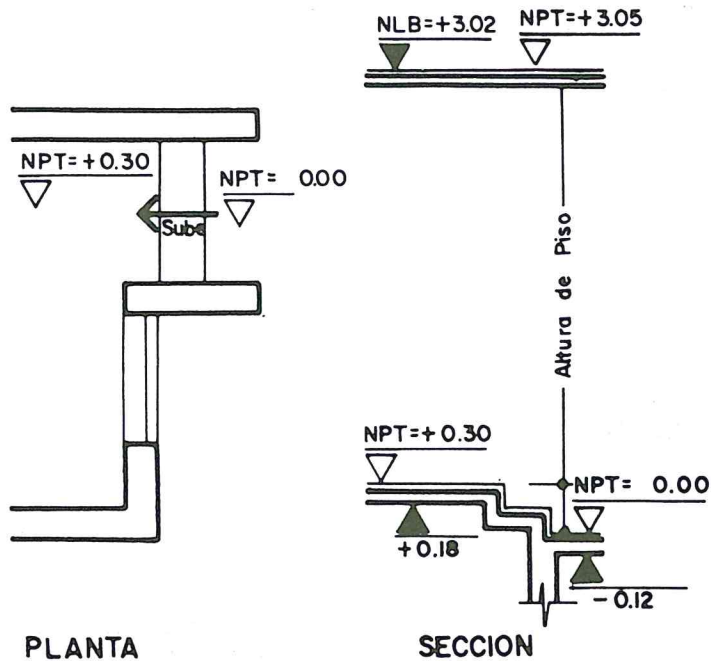 NPT=+0.30
NPT= 0.00
Sube
PLANTA
NLB=+3.02
NPT=+3.05
Altura de Piso
NPT=+0.30
NPT= 0.00
+0.18
-0.12
SECCION